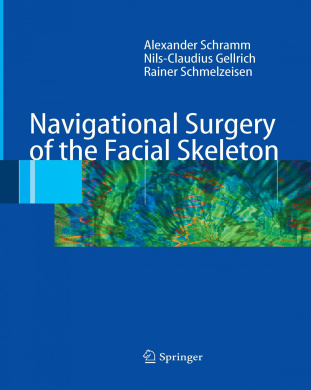 Alexander Schramm
Nils-Claudius Gellrich
Rainer Schmelzeisen
Navigational Surgery
of the Facial Skeleton
Springer